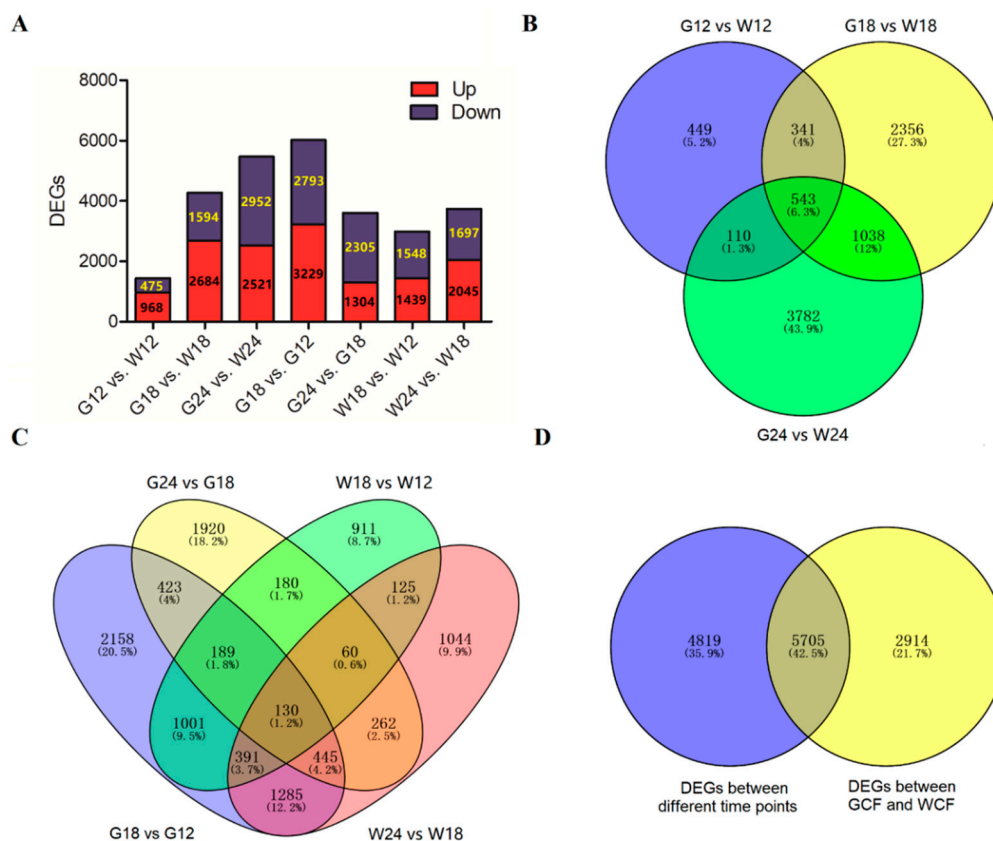 A
8000
6000
4000
2000
0
DEGs
Up
Down
475
968
1594
2684
2952
2521
2793
3229
2305
1304
1548
1439
1697
2045
G12 vs. W12
G18 vs. W18
G24 vs. W24
G18 vs. G12
G24 vs. G18
W18 vs. W12
W24 vs. W18
B
G12 vs W12
G18 vs W18
449
(5.2%)
341
(4%)
2356
(27.3%)
543
(6.3%)
110
(1.3%)
1038
(12%)
3782
(43.9%)
G24 vs W24
C
G24 vs G18
W18 vs W12
1920
(18.2%)
911
(8.7%)
423
(4%)
180
(1.7%)
125
(1.2%)
2158
(20.5%)
189
(1.8%)
60
(0.6%)
1044
(9.9%)
130
(1.2%)
1001
(9.5%)
262
(2.5%)
391
(3.7%)
445
(4.2%)
1285
(12.2%)
G18 vs G12
W24 vs W18
D
4819
(35.9%)
5705
(42.5%)
2914
(21.7%)
DEGs between
different time points
DEGs between
GCF and WCF